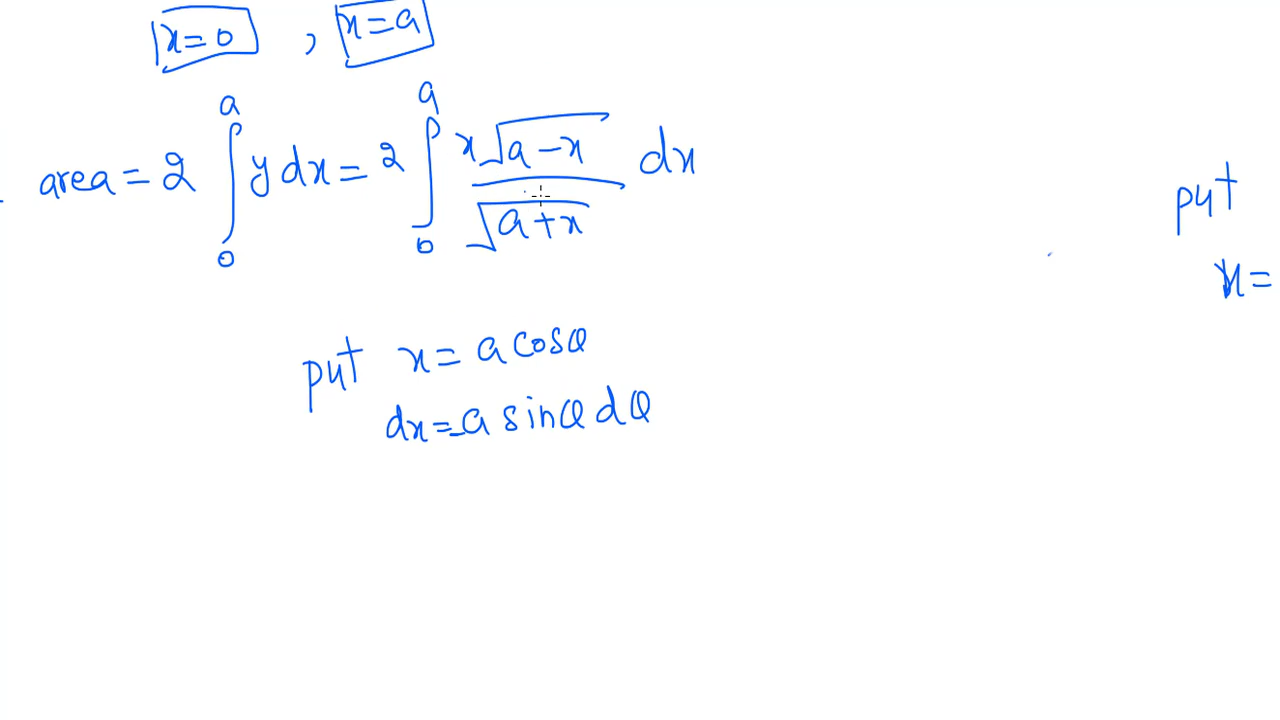 x=0 , x=a
area = 2 ∫₀ᵃ y dx = 2 ∫₀ᵃ x√(a-x) / √(a+x) dx
put
x=
put x = a cosθ
dx = -a sinθ dθ